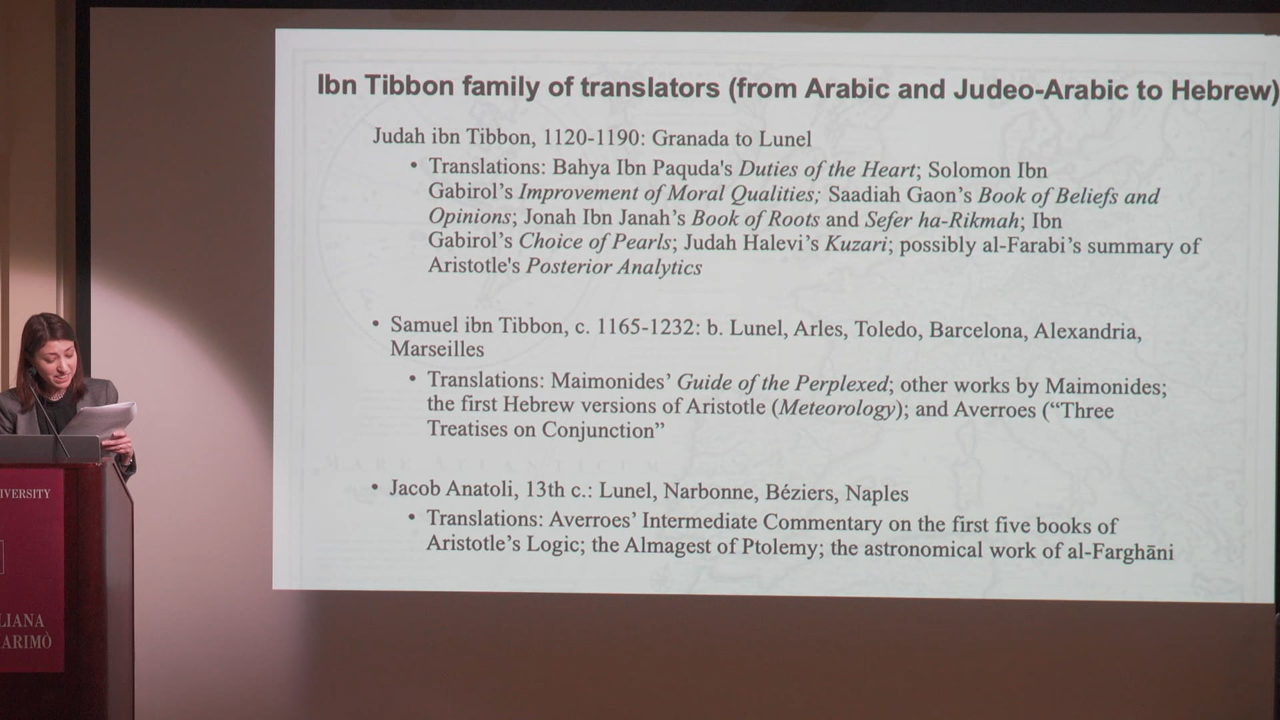 Ibn Tibbon family of translators (from Arabic and Judeo-Arabic to Hebrew)
Judah ibn Tibbon, 1120-1190: Granada to Lunel
• Translations: Bahya Ibn Paquda's Duties of the Heart; Solomon Ibn
Gabirol’s Improvement of Moral Qualities; Saadiah Gaon’s Book of Beliefs and
Opinions; Jonah Ibn Janah’s Book of Roots and Sefer ha-Rikmah; Ibn
Gabirol’s Choice of Pearls; Judah Halevi’s Kuzari; possibly al-Farabi’s summary of
Aristotle's Posterior Analytics
• Samuel ibn Tibbon, c. 1165-1232: b. Lunel, Arles, Toledo, Barcelona, Alexandria,
Marseilles
• Translations: Maimonides’ Guide of the Perplexed; other works by Maimonides;
the first Hebrew versions of Aristotle (Meteorology); and Averroes (“Three
Treatises on Conjunction”
MARE ATLANTICUM
• Jacob Anatoli, 13th c.: Lunel, Narbonne, Béziers, Naples
• Translations: Averroes’ Intermediate Commentary on the first five books of
Aristotle’s Logic; the Almagest of Ptolemy; the astronomical work of al-Farghāni
IVERSITY
LIANA
ARIMÒ